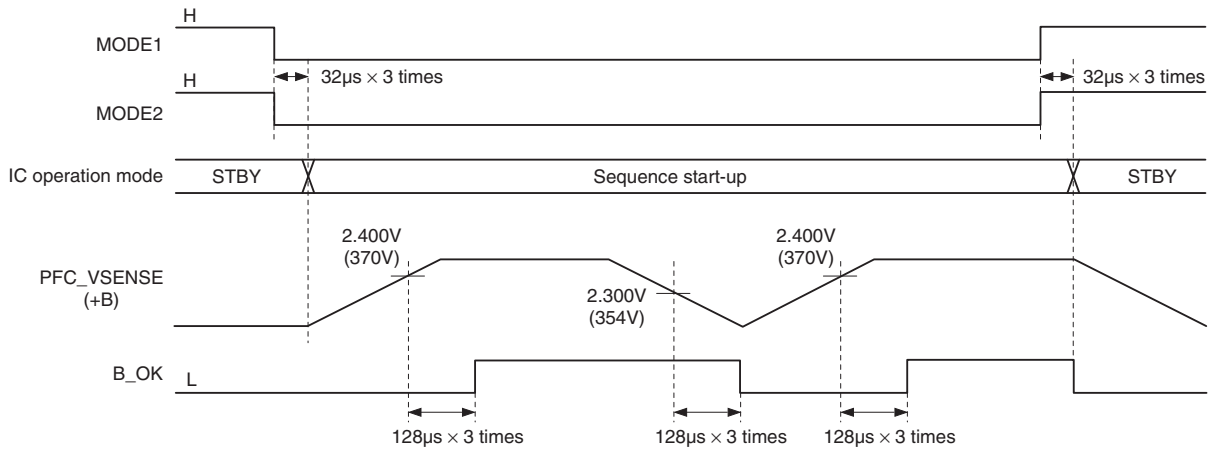 H
MODE1
32µs × 3 times
32µs × 3 times
H
MODE2
IC operation mode
STBY
Sequence start-up
STBY
2.400V
(370V)
2.400V
(370V)
PFC_VSENSE
(+B)
2.300V
(354V)
B_OK
L
128µs × 3 times
128µs × 3 times
128µs × 3 times